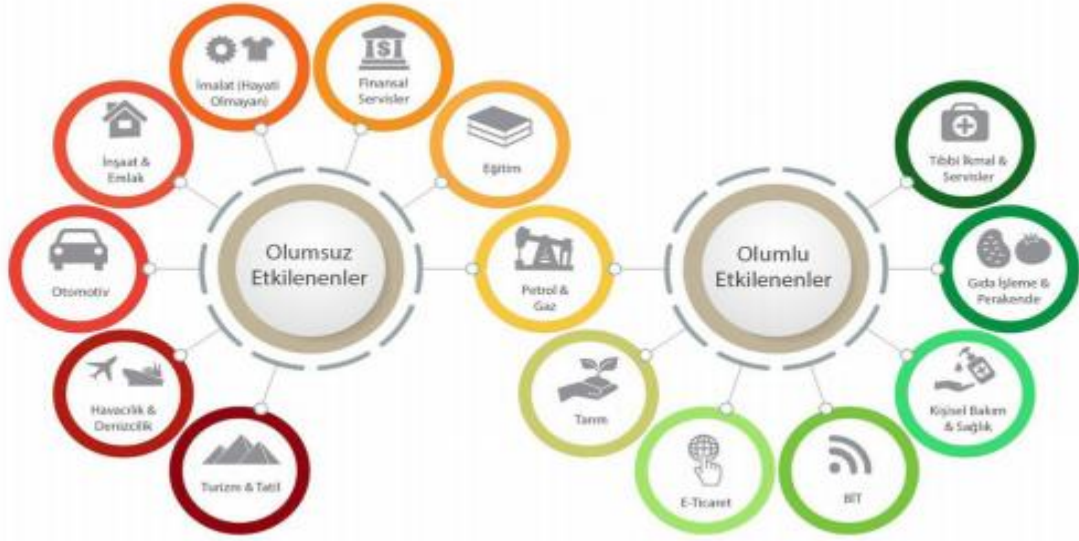 İmalat (Hayati
Olmayan)
Finansal
Servisler
İnşaat &
Emlak
Eğitim
Otomotiv
Olumsuz
Etkilenenler
Petrol &
Gaz
Havacılık &
Denizcilik
Turizm & Tatil
Olumlu
Etkilenenler
Tıbbi İkmal &
Servisler
Gıda İşleme &
Perakende
Kişisel Bakım
& Sağlık
Tarım
E-Ticaret
BİT